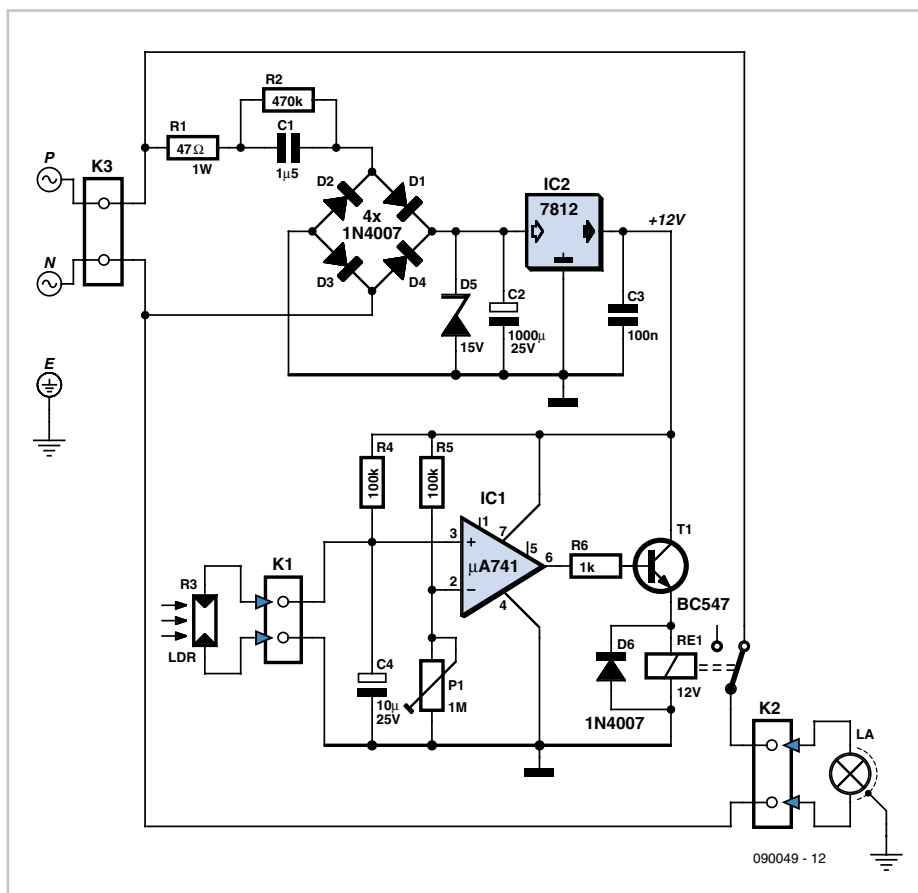 R2
470k
R1
47Ω
1W
C1
1µ5
P
K3
N
E
D2
D1
4x
1N4007
D3
D4
IC2
7812
+12V
D5
15V
C2
1000µ
25V
C3
100n
R4
100k
R5
100k
IC1
1
7
3
+
5
µA741
6
2
−
4
R6
1k
T1
BC547
R3
LDR
K1
C4
10µ
25V
P1
1M
D6
1N4007
RE1
12V
K2
LA
090049 - 12